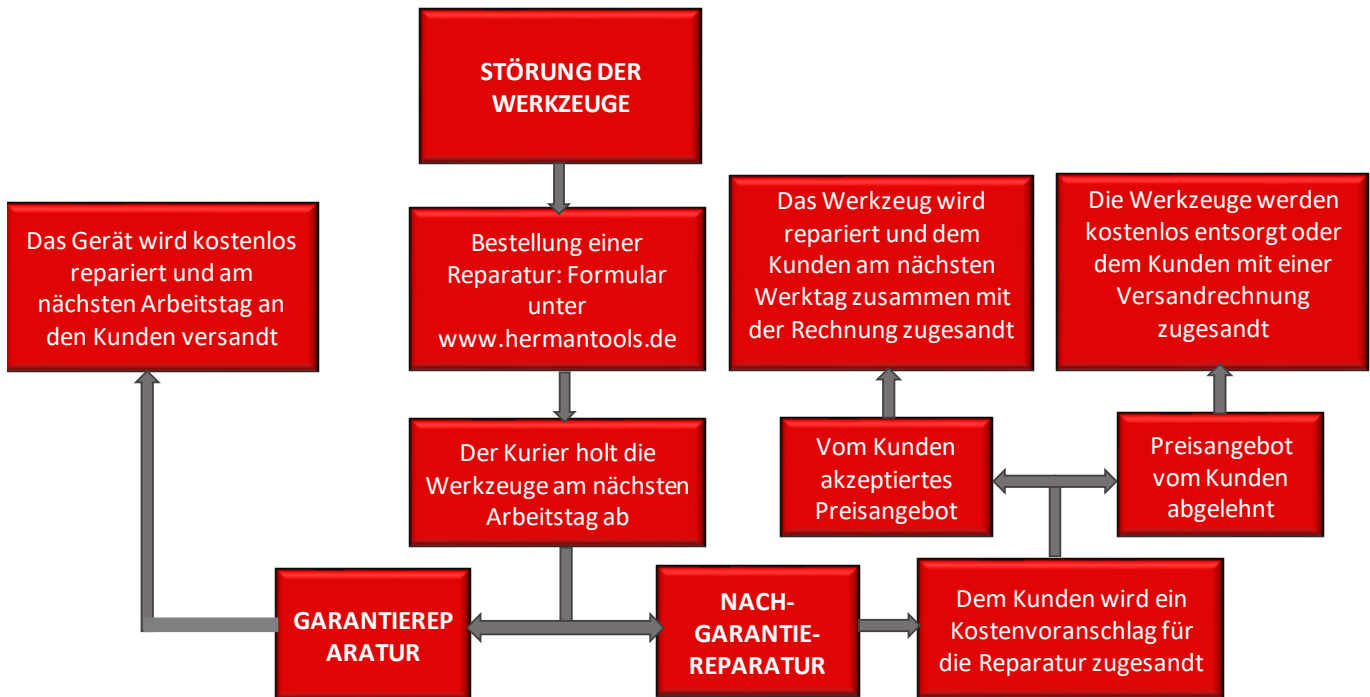 STÖRUNG DER
WERKZEUGE
Bestellung einer
Reparatur: Formular
unter
www.hermantools.de
Der Kurier holt die
Werkzeuge am nächsten
Arbeitstag ab
GARANTIEREP
ARATUR
Das Gerät wird kostenlos
repariert und am
nächsten Arbeitstag an
den Kunden versandt
NACH-
GARANTIE-
REPARATUR
Dem Kunden wird ein
Kostenvoranschlag für
die Reparatur zugesandt
Vom Kunden
akzeptiertes
Preisangebot
Das Werkzeug wird
repariert und dem
Kunden am nächsten
Werktag zusammen mit
der Rechnung zugesandt
Preisangebot
vom Kunden
abgelehnt
Die Werkzeuge werden
kostenlos entsorgt oder
dem Kunden mit einer
Versandrechnung
zugesandt